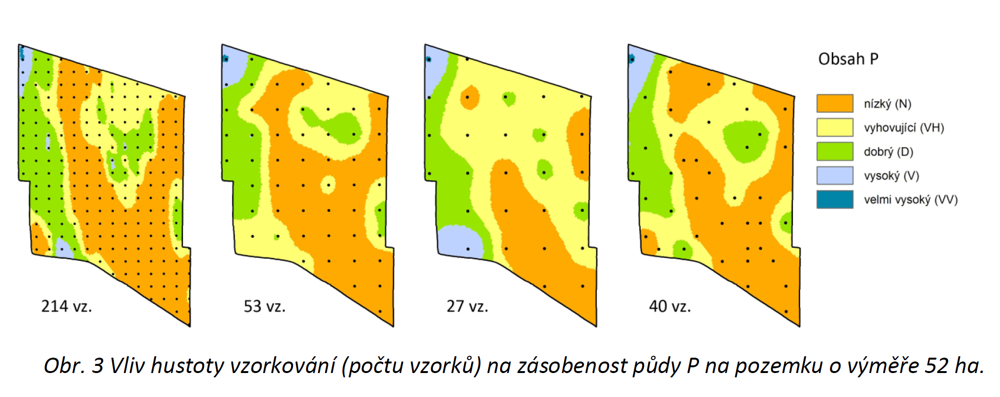 Obsah P
nízký (N)
vyhovující (VH)
dobrý (D)
vysoký (V)
velmi vysoký (VV)
214 vz.
53 vz.
27 vz.
40 vz.
Obr. 3 Vliv hustoty vzorkování (počtu vzorků) na zásobenost půdy P na pozemku o výměře 52 ha.